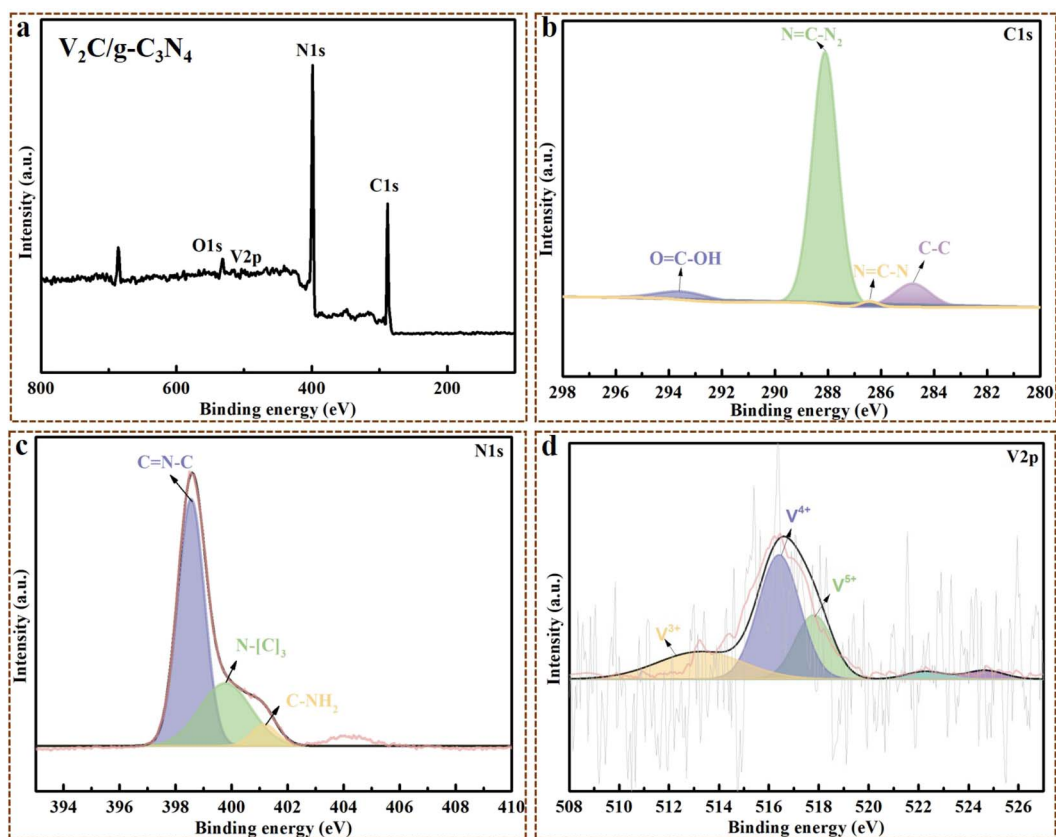 a
V₂C/g-C₃N₄
N1s
C1s
O1s
V2p
Intensity (a.u.)
800 600 400 200
Binding energy (eV)
b
C1s
N=C-N₂
O=C-OH
N=C-N
C-C
Intensity (a.u.)
298 296 294 292 290 288 286 284 282 280
Binding energy (eV)
c
N1s
C=N-C
N-[C]₃
C-NH₂
Intensity (a.u.)
394 396 398 400 402 404 406 408 410
Binding energy (eV)
d
V2p
V⁴⁺
V⁵⁺
V³⁺
Intensity (a.u.)
508 510 512 514 516 518 520 522 524 526
Binding energy (eV)